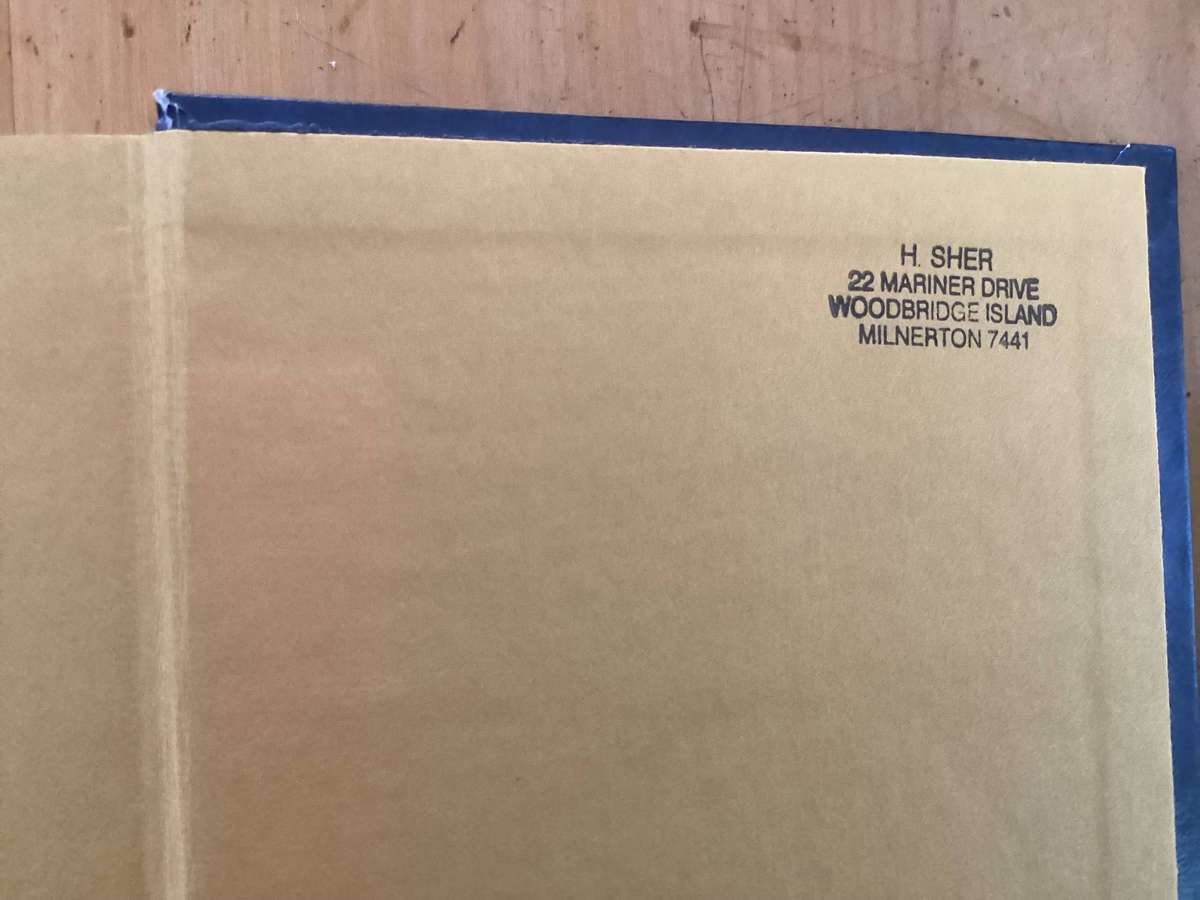 H. SHER
22 MARINER DRIVE
WOODBRIDGE ISLAND
MILNERTON 7441